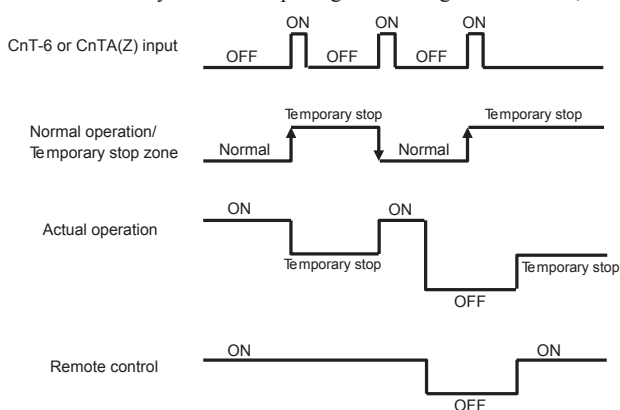 ON ON ON
CnT-6 or CnTA(Z) input
OFF OFF OFF
Temporary stop Temporary stop
Normal operation/
Temporary stop zone
Normal Normal
ON ON
Actual operation
Temporary stop Temporary stop
OFF
ON ON
Remote control
OFF